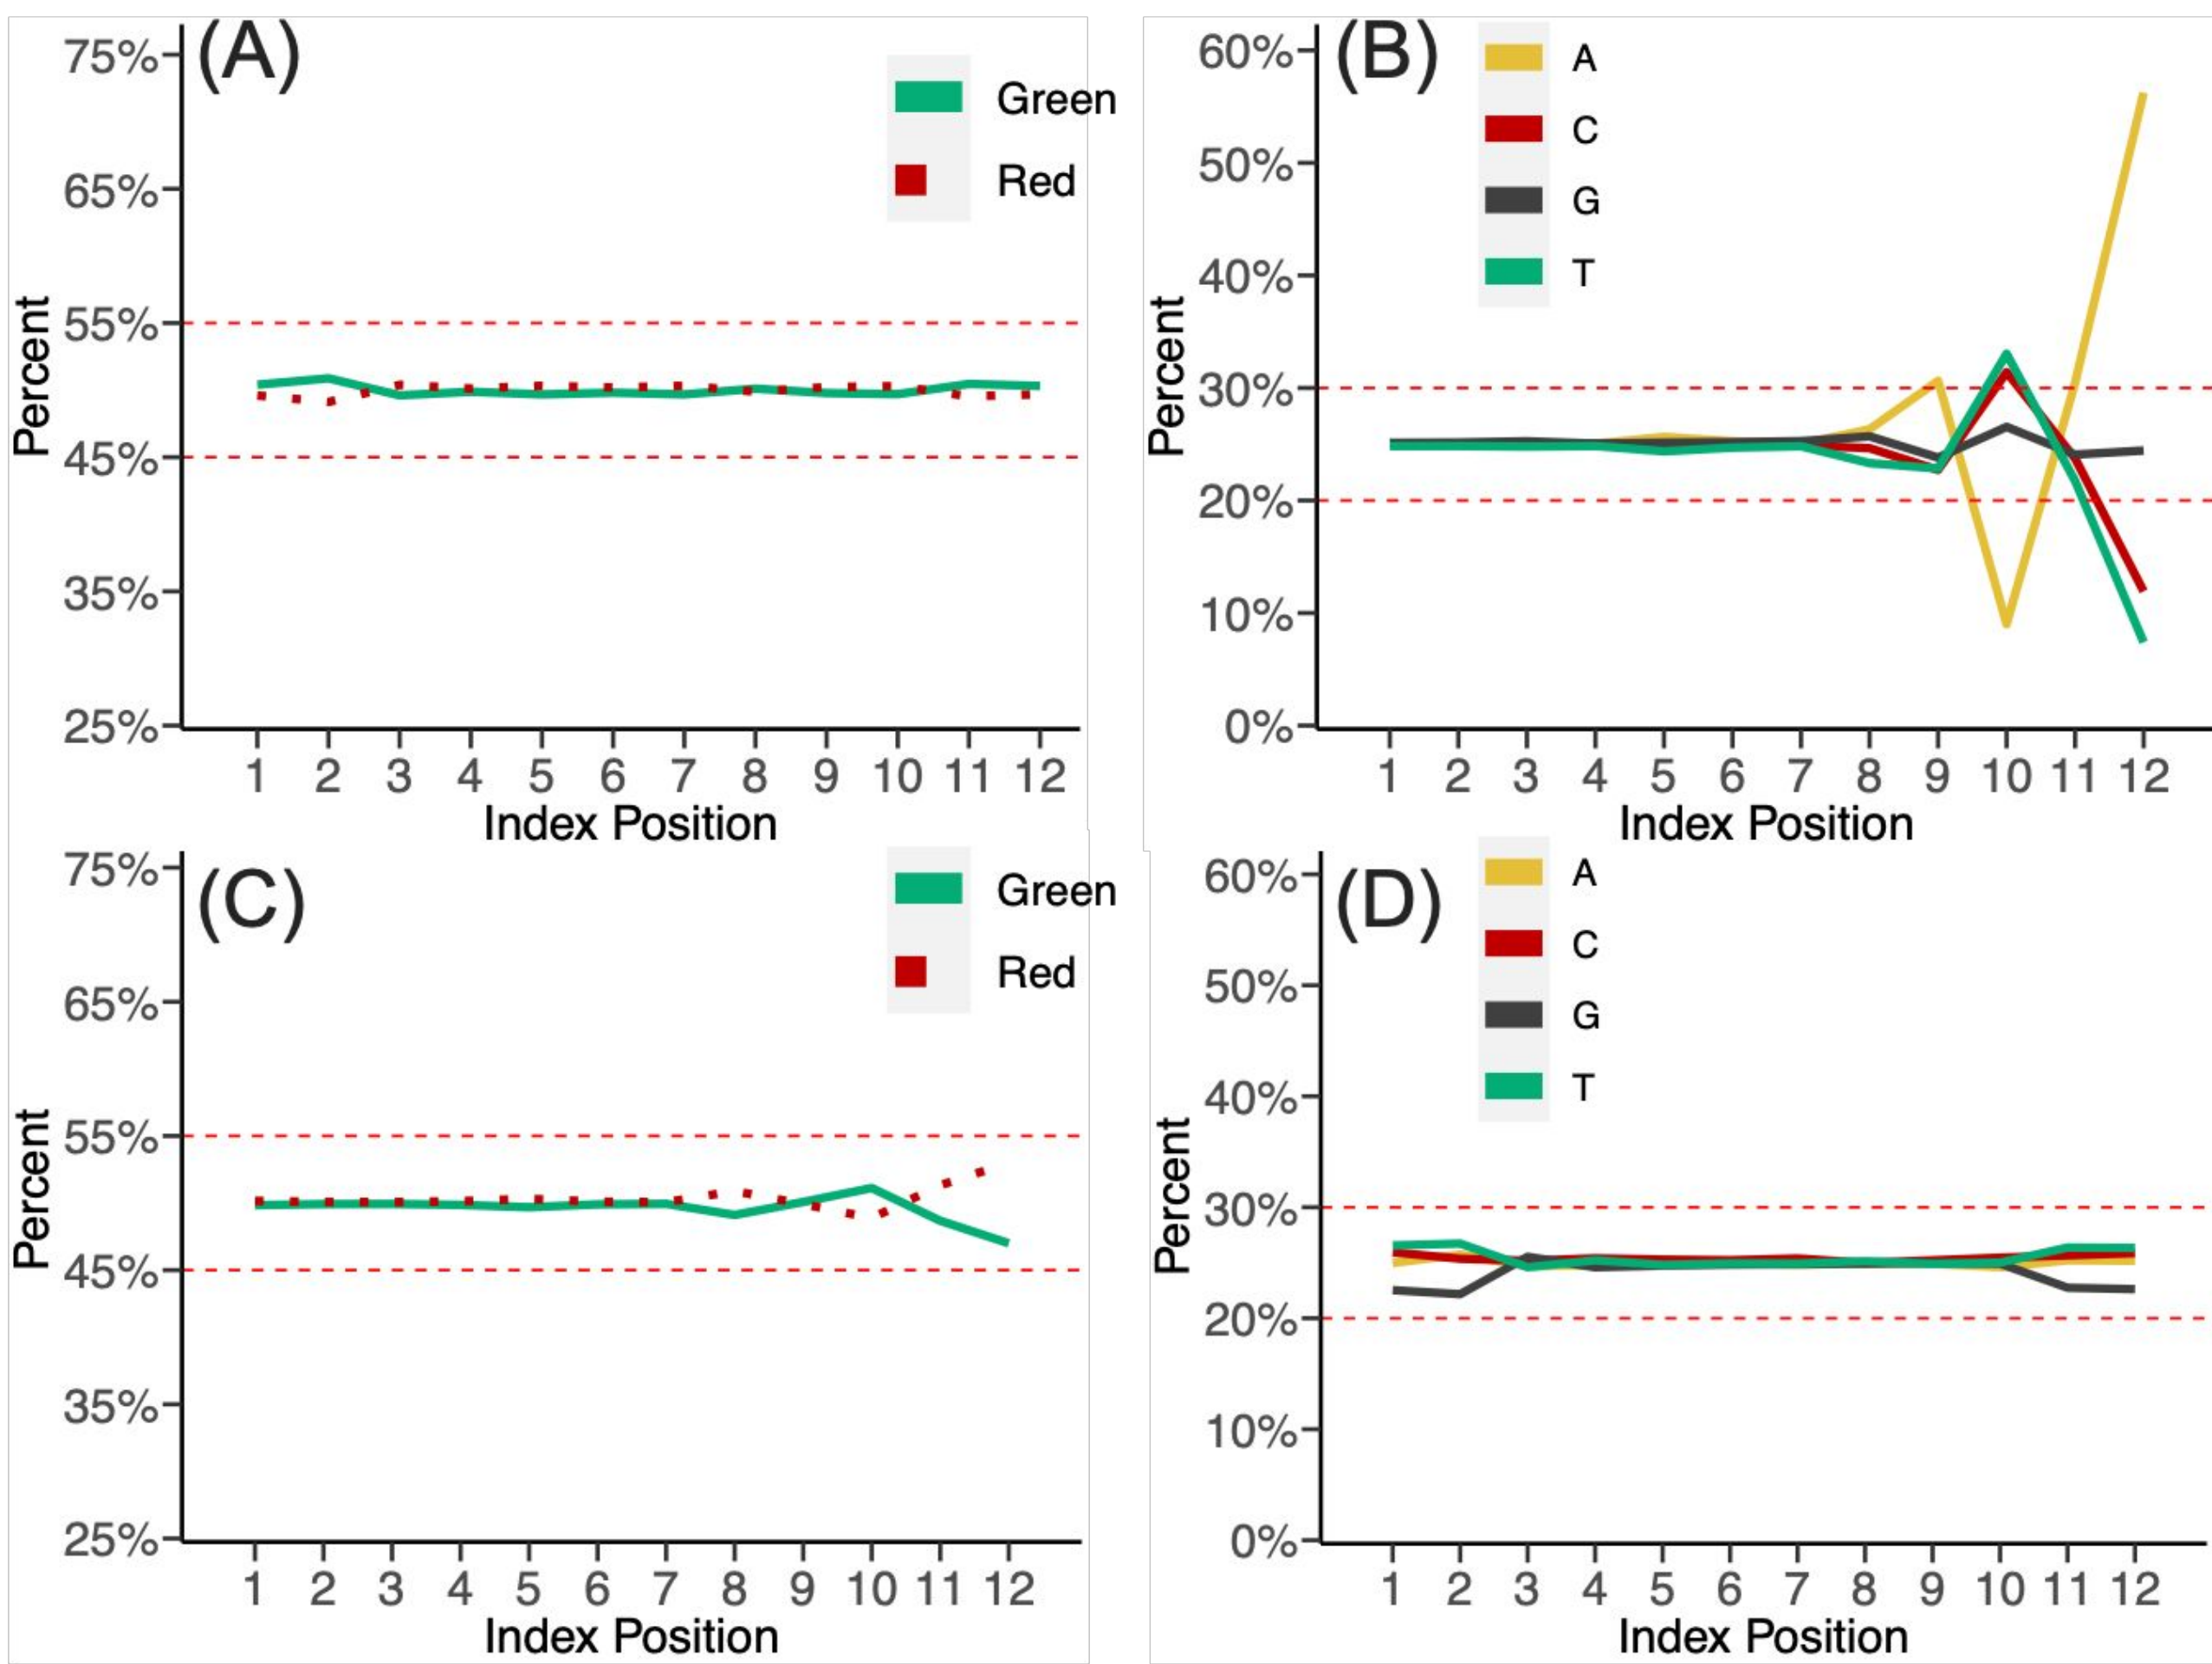 (A)
75%
65%
55%
45%
35%
25%
Percent
Green
Red
1 2 3 4 5 6 7 8 9 10 11 12
Index Position
(B)
60%
50%
40%
30%
20%
10%
0%
Percent
A
C
G
T
1 2 3 4 5 6 7 8 9 10 11 12
Index Position
(C)
75%
65%
55%
45%
35%
25%
Percent
Green
Red
1 2 3 4 5 6 7 8 9 10 11 12
Index Position
(D)
60%
50%
40%
30%
20%
10%
0%
Percent
A
C
G
T
1 2 3 4 5 6 7 8 9 10 11 12
Index Position